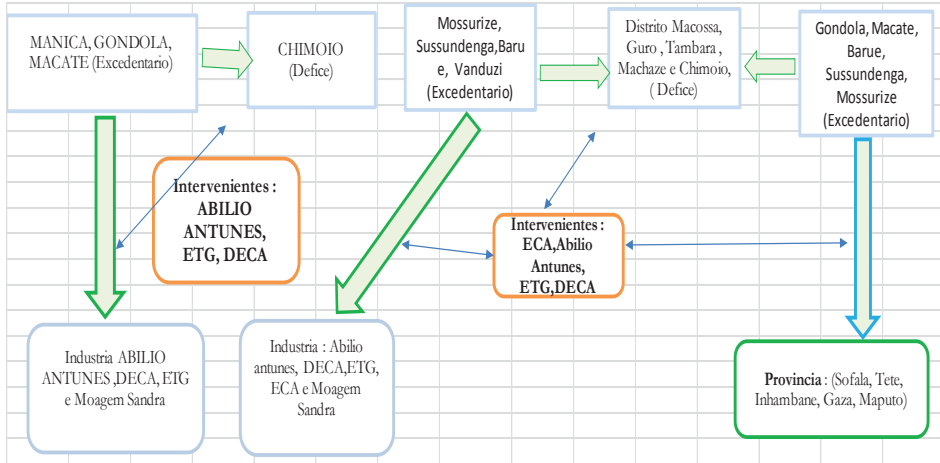 MANICA, GONDOLA,
MACATE (Excedentario)
CHIMOIO
(Defice)
Mossurize,
Sussundenga,Baru
e, Vanduzi
(Excedentario)
Distrito Macossa,
Guro , Tambara ,
Machaze e Chimoio,
( Defice)
Gondola, Macate,
Barue,
Sussundenga,
Mossurize
(Excedentario)
Intervenientes :
ABILIO
ANTUNES,
ETG, DECA
Intervenientes :
ECA,Abilio
Antunes,
ETG,DECA
Industria ABILIO
ANTUNES ,DECA, ETG
e Moagem Sandra
Industria : Abilio
antunes, DECA,ETG,
ECA e Moagem
Sandra
Provincia : (Sofala, Tete,
Inhambane, Gaza, Maputo)